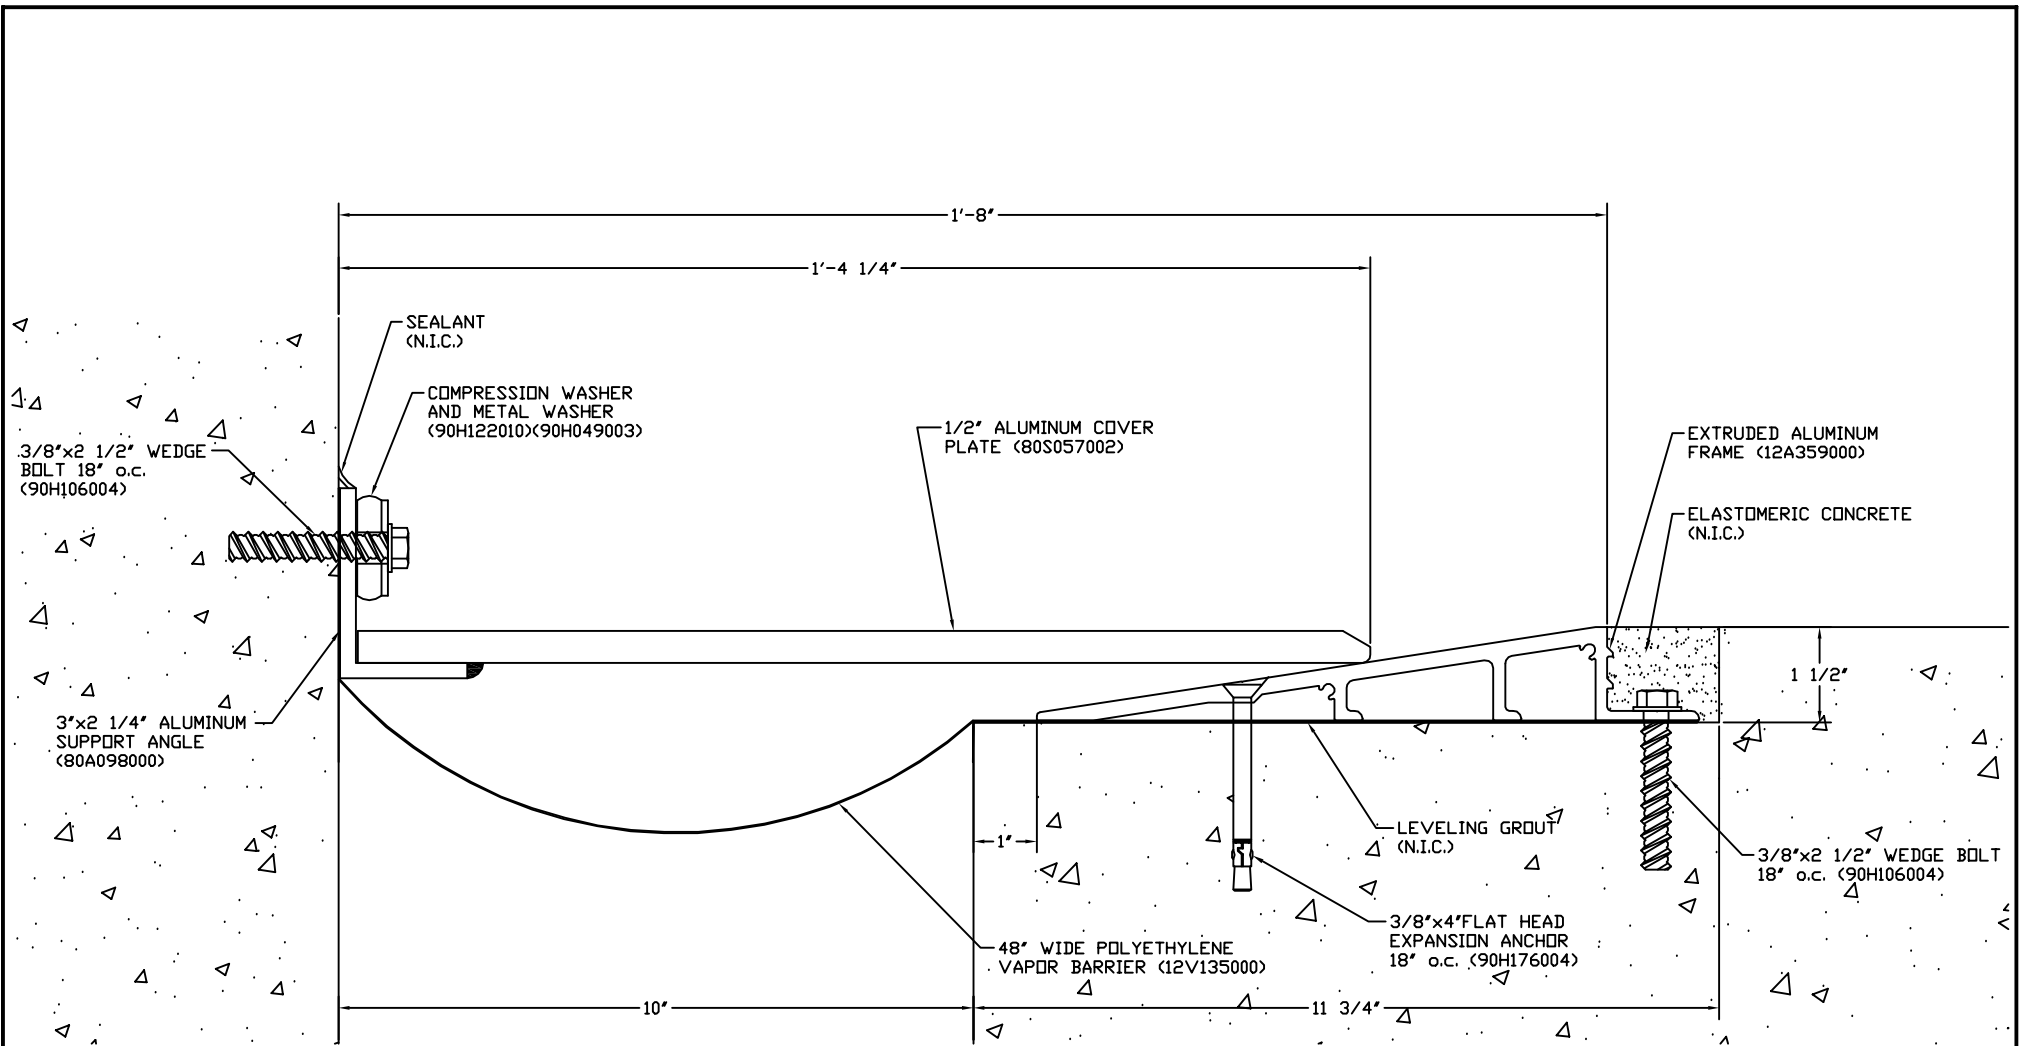 1'-8"
1'-4 1/4"
SEALANT
(N.I.C.)
COMPRESSION WASHER
AND METAL WASHER
(90H122010)(90H049003)
3/8"x2 1/2" WEDGE
BOLT 18" o.c.
(90H106004)
1/2" ALUMINUM COVER
PLATE (80S057002)
EXTRUDED ALUMINUM
FRAME (12A359000)
ELASTOMERIC CONCRETE
(N.I.C.)
1 1/2"
3"x2 1/4" ALUMINUM
SUPPORT ANGLE
(80A098000)
1"
LEVELING GROUT
(N.I.C.)
3/8"x2 1/2" WEDGE BOLT
18" o.c. (90H106004)
3/8"x4"FLAT HEAD
EXPANSION ANCHOR
18" o.c. (90H176004)
48" WIDE POLYETHYLENE
VAPOR BARRIER (12V135000)
10"
11 3/4"